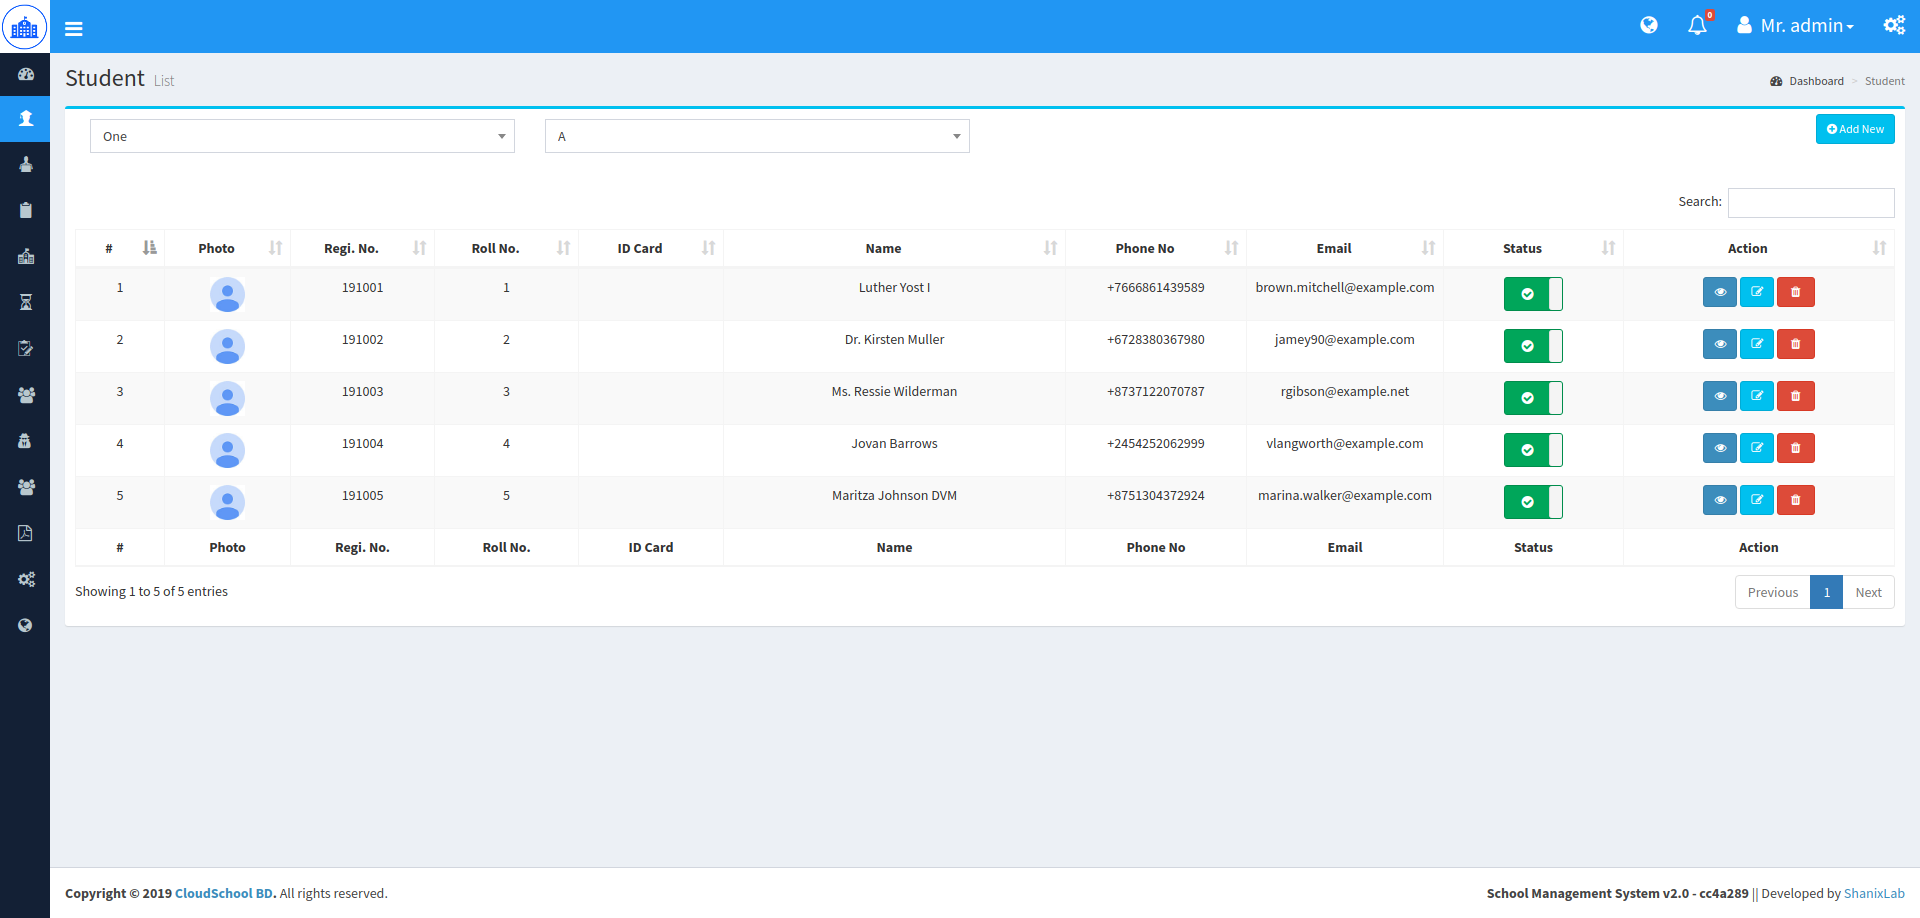 0
Mr. admin
Student List
Dashboard > Student
One
A
Add New
Search:
# Photo Regi. No. Roll No. ID Card Name Phone No Email Status Action
1 191001 1 Luther Yost I +7666861439589 brown.mitchell@example.com
2 191002 2 Dr. Kirsten Muller +6728380367980 jamey90@example.com
3 191003 3 Ms. Ressie Wilderman +8737122070787 rgibson@example.net
4 191004 4 Jovan Barrows +2454252062999 vlangworth@example.com
5 191005 5 Maritza Johnson DVM +8751304372924 marina.walker@example.com
# Photo Regi. No. Roll No. ID Card Name Phone No Email Status Action
Showing 1 to 5 of 5 entries
Previous 1 Next
Copyright © 2019 CloudSchool BD. All rights reserved.
School Management System v2.0 - cc4a289 || Developed by ShanixLab